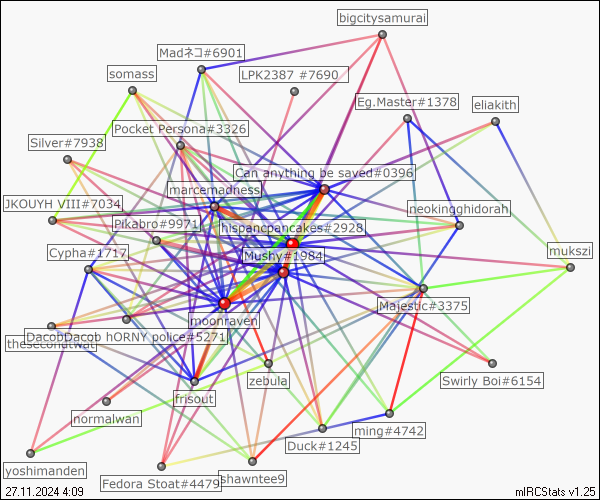 bigcitysamurai
Madネコ#6901
somass
LPK2387 #7690
Eg.Master#1378
eliakith
Pocket Persona#3326
Silver#7938
Can anything be saved#0396
marcemadness
JKOUYH VIII#7034
neokingghidorah
Pikabro#9971
hispancpancakes#2928
Cypha#1717
Mushy#1984
mukszi
Majestic#3375
moonraven
DacobDacob hORNY police#5271
thesecondtwat
zebula
Swirly Boi#6154
frisout
normalwan
ming#4742
Duck#1245
yoshimanden
Fedora Stoat#4479
shawntee9
27.11.2024 4:09
mIRCStats v1.25